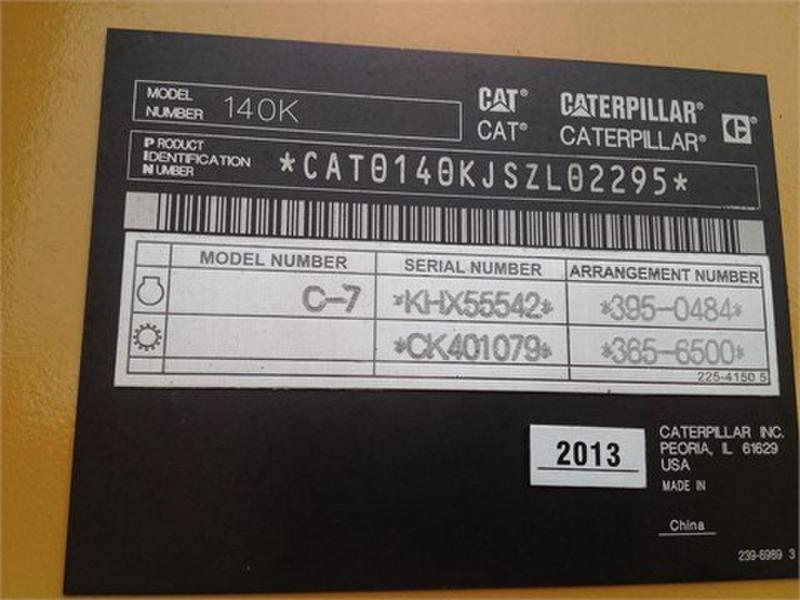 MODEL
NUMBER 140K
CAT® CATERPILLAR®
CAT® CATERPILLAR®
PRODUCT
IDENTIFICATION
NUMBER
*CAT0140KJSZL02295*
MODEL NUMBER SERIAL NUMBER ARRANGEMENT NUMBER
C-7 *KHX55542* *395-0484*
*CK401079* *365-6500*
225-4150 5
2013
CATERPILLAR INC.
PEORIA, IL 61629
USA
MADE IN
China
239-6989 3